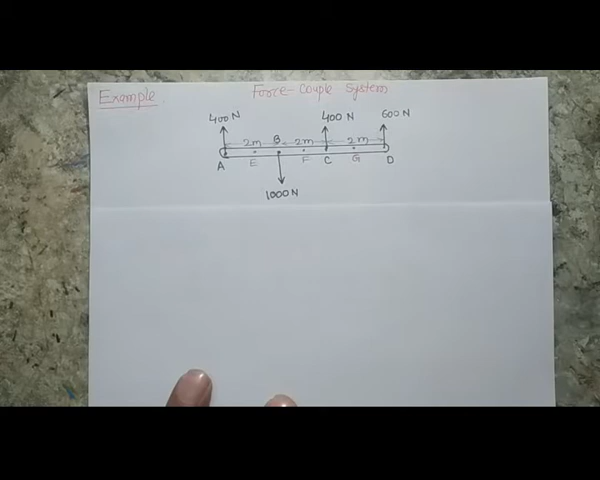 Example
Force-Couple System
400 N 400 N 600 N
2m B 2m 2m
A E F C G D
1000 N